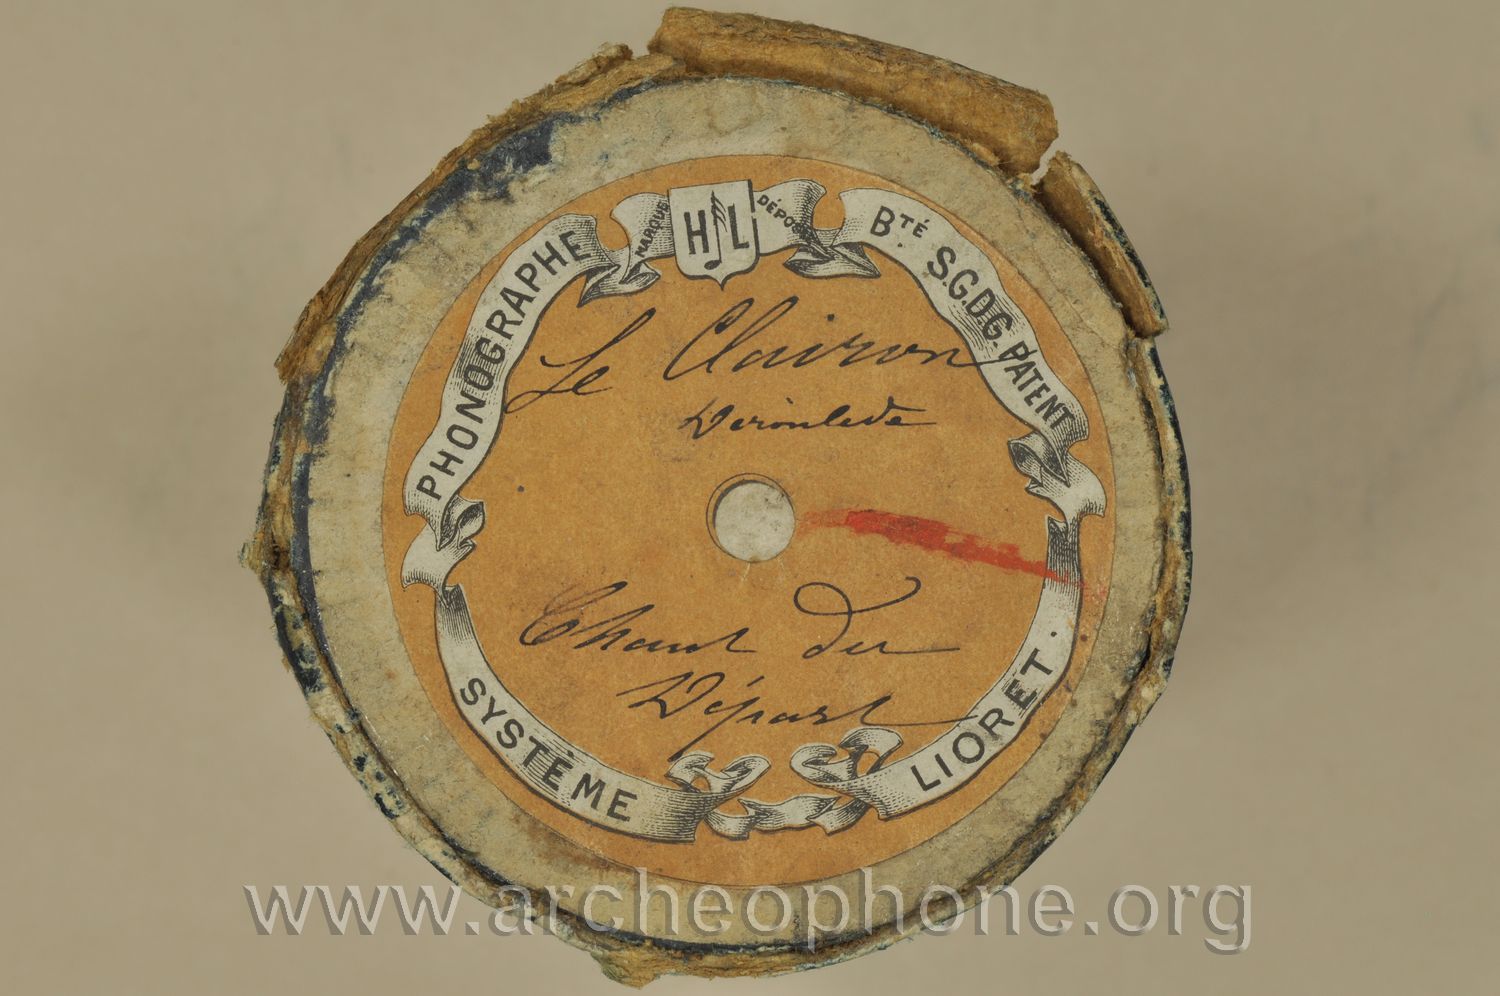 MARQUE HL DÉPOSÉE
PHONOGRAPHE
BTÉ. S.G.D.G. PATENT
Le Clairon
Déroulède
Chant du
Départ
SYSTÈME LIORET.
www.archeophone.org